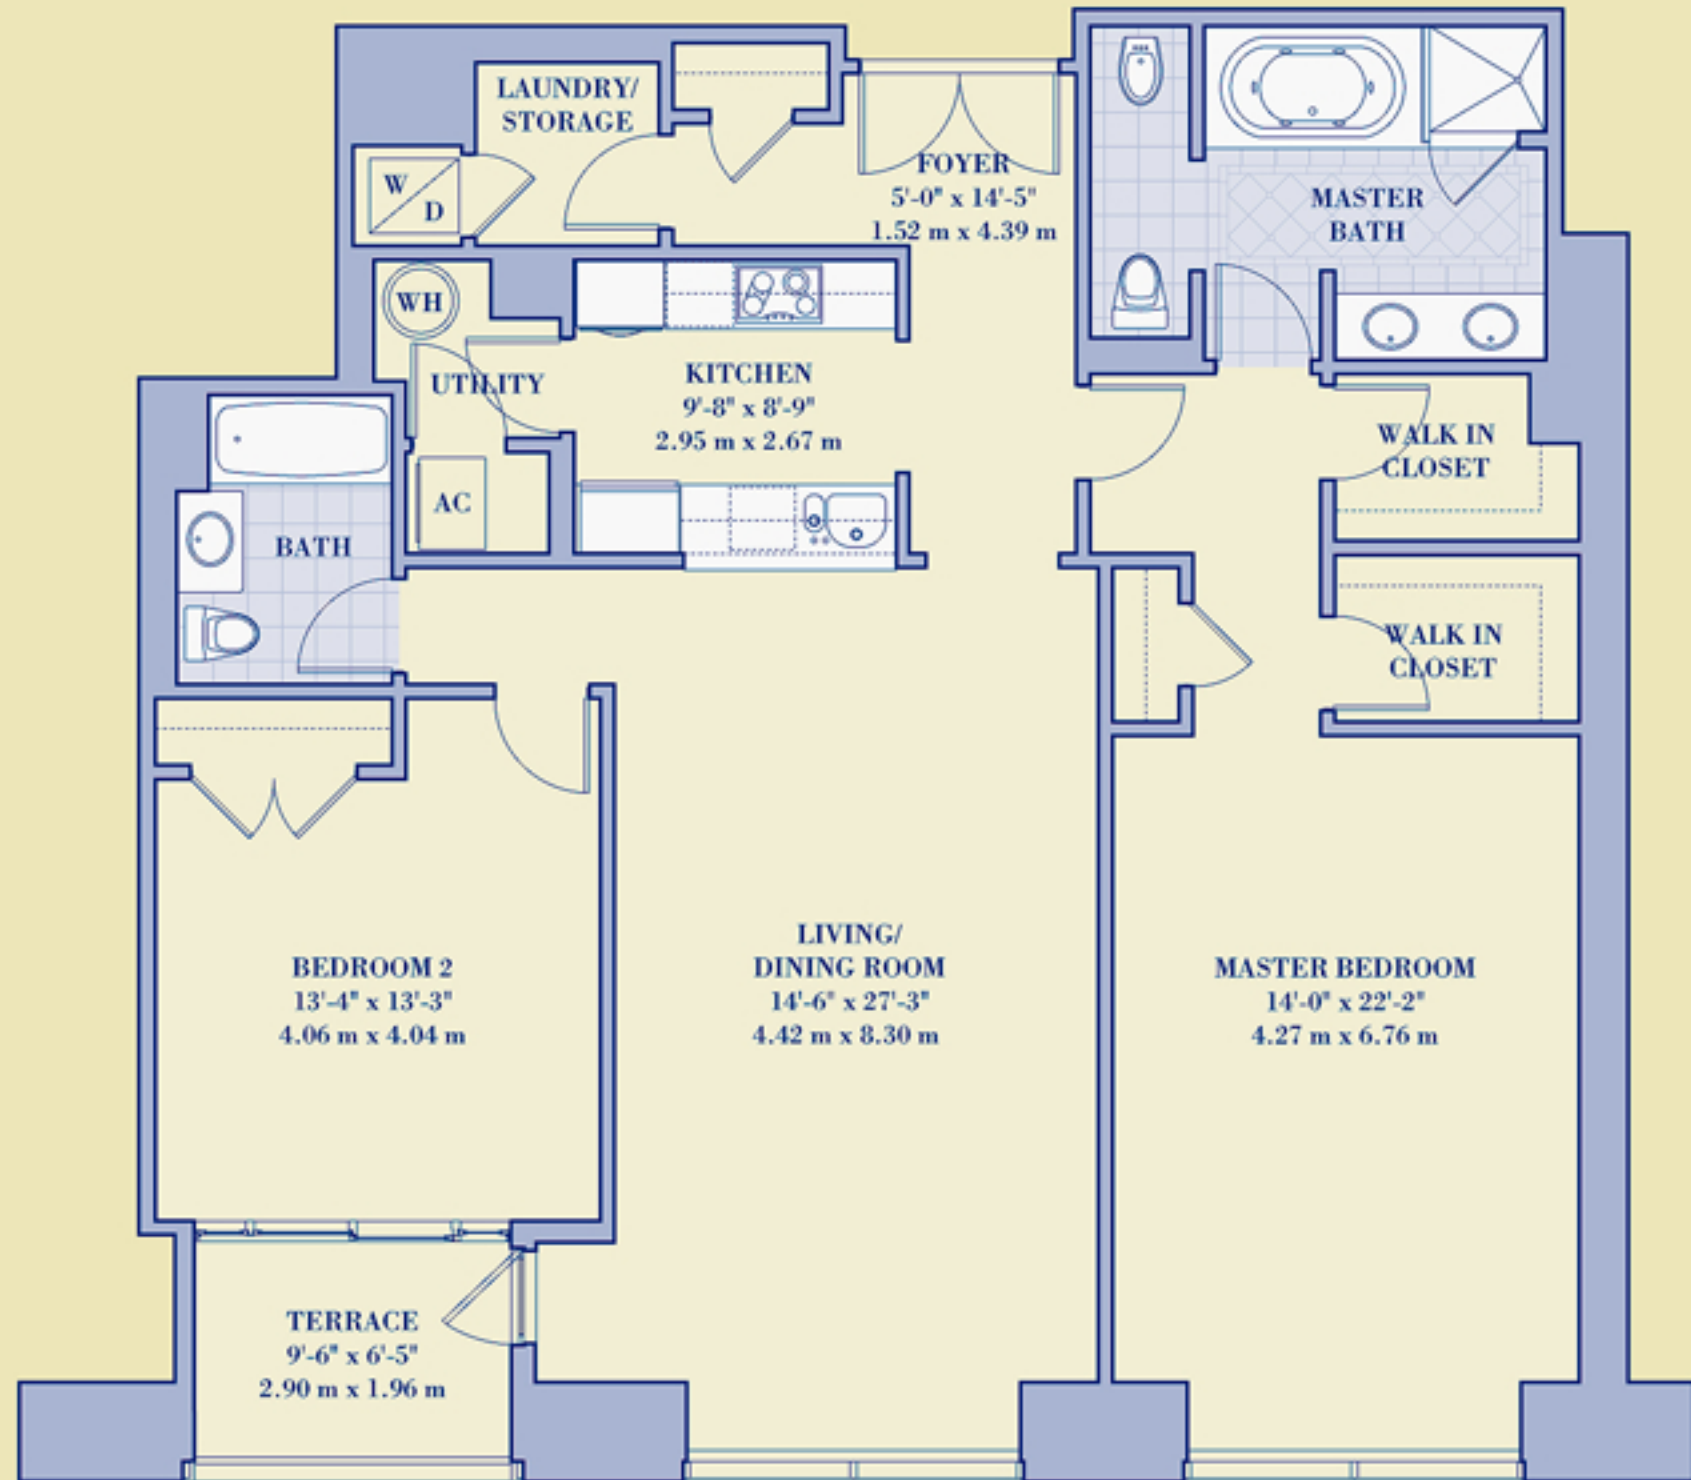 LAUNDRY/
STORAGE
W
D
FOYER
5'-0" x 14'-5"
1.52 m x 4.39 m
MASTER
BATH
WH
UTILITY
KITCHEN
9'-8" x 8'-9"
2.95 m x 2.67 m
AC
BATH
WALK IN
CLOSET
WALK IN
CLOSET
BEDROOM 2
13'-4" x 13'-3"
4.06 m x 4.04 m
LIVING/
DINING ROOM
14'-6" x 27'-3"
4.42 m x 8.30 m
MASTER BEDROOM
14'-0" x 22'-2"
4.27 m x 6.76 m
TERRACE
9'-6" x 6'-5"
2.90 m x 1.96 m